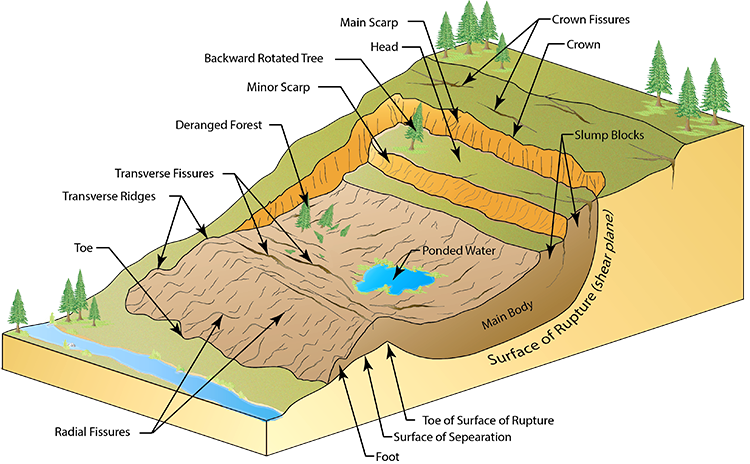 Main Scarp
Crown Fissures
Head
Crown
Backward Rotated Tree
Minor Scarp
Deranged Forest
Slump Blocks
Transverse Fissures
Transverse Ridges
Toe
Ponded Water
Main Body
Surface of Rupture (shear plane)
Radial Fissures
Toe of Surface of Rupture
Surface of Sepearation
Foot